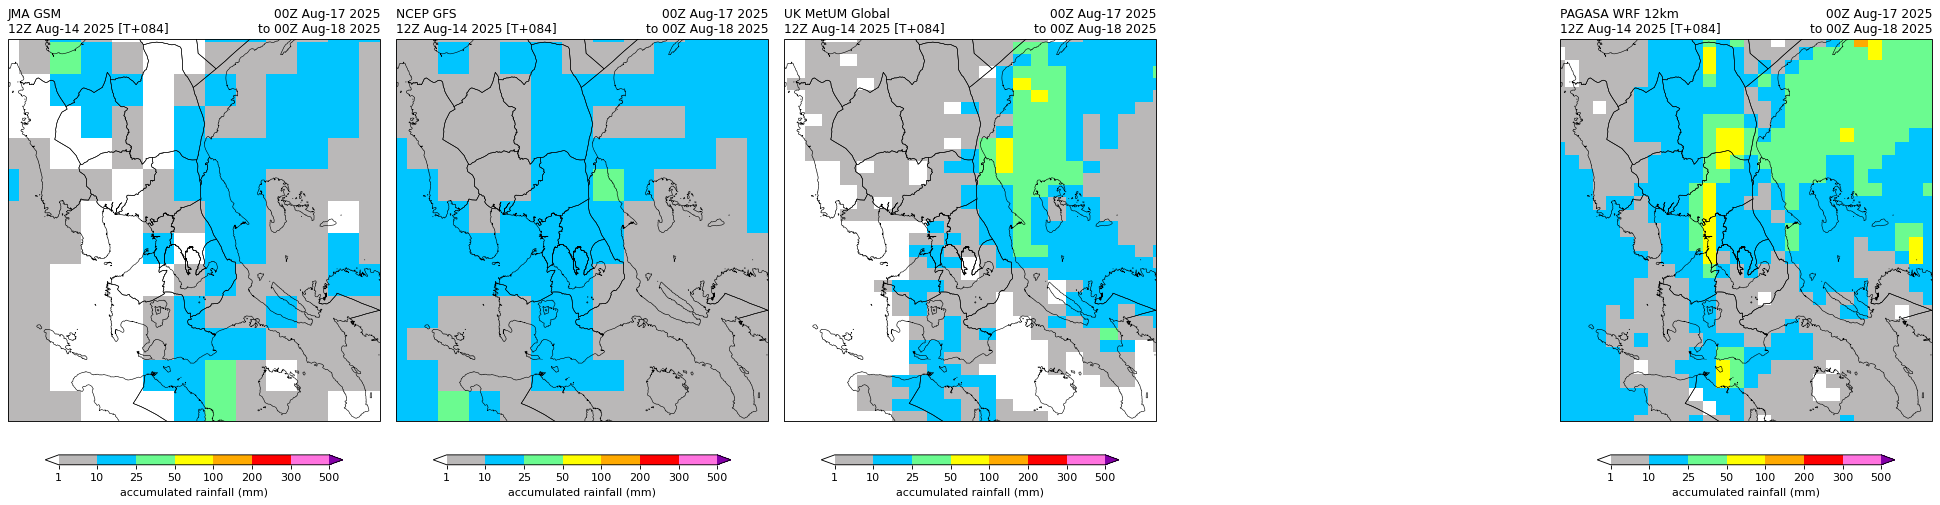 JMA GSM 00Z Aug-17 2025
12Z Aug-14 2025 [T+084] to 00Z Aug-18 2025
1 10 25 50 100 200 300 500
accumulated rainfall (mm)
NCEP GFS 00Z Aug-17 2025
12Z Aug-14 2025 [T+084] to 00Z Aug-18 2025
1 10 25 50 100 200 300 500
accumulated rainfall (mm)
UK MetUM Global 00Z Aug-17 2025
12Z Aug-14 2025 [T+084] to 00Z Aug-18 2025
1 10 25 50 100 200 300 500
accumulated rainfall (mm)
PAGASA WRF 12km 00Z Aug-17 2025
12Z Aug-14 2025 [T+084] to 00Z Aug-18 2025
1 10 25 50 100 200 300 500
accumulated rainfall (mm)